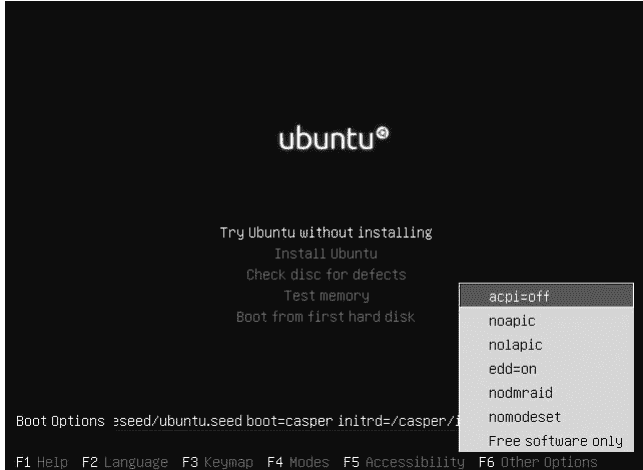 ubuntu
Try Ubuntu without installing
Install Ubuntu
Check disc for defects
Test memory
Boot from first hard disk
acpi=off
noapic
nolapic
edd=on
nodmraid
nomodeset
Free software only
Boot Options eseed/ubuntu.seed boot=casper initrd=/casper/i
F1 Help F2 Language F3 Keymap F4 Modes F5 Accessibility F6 Other Options